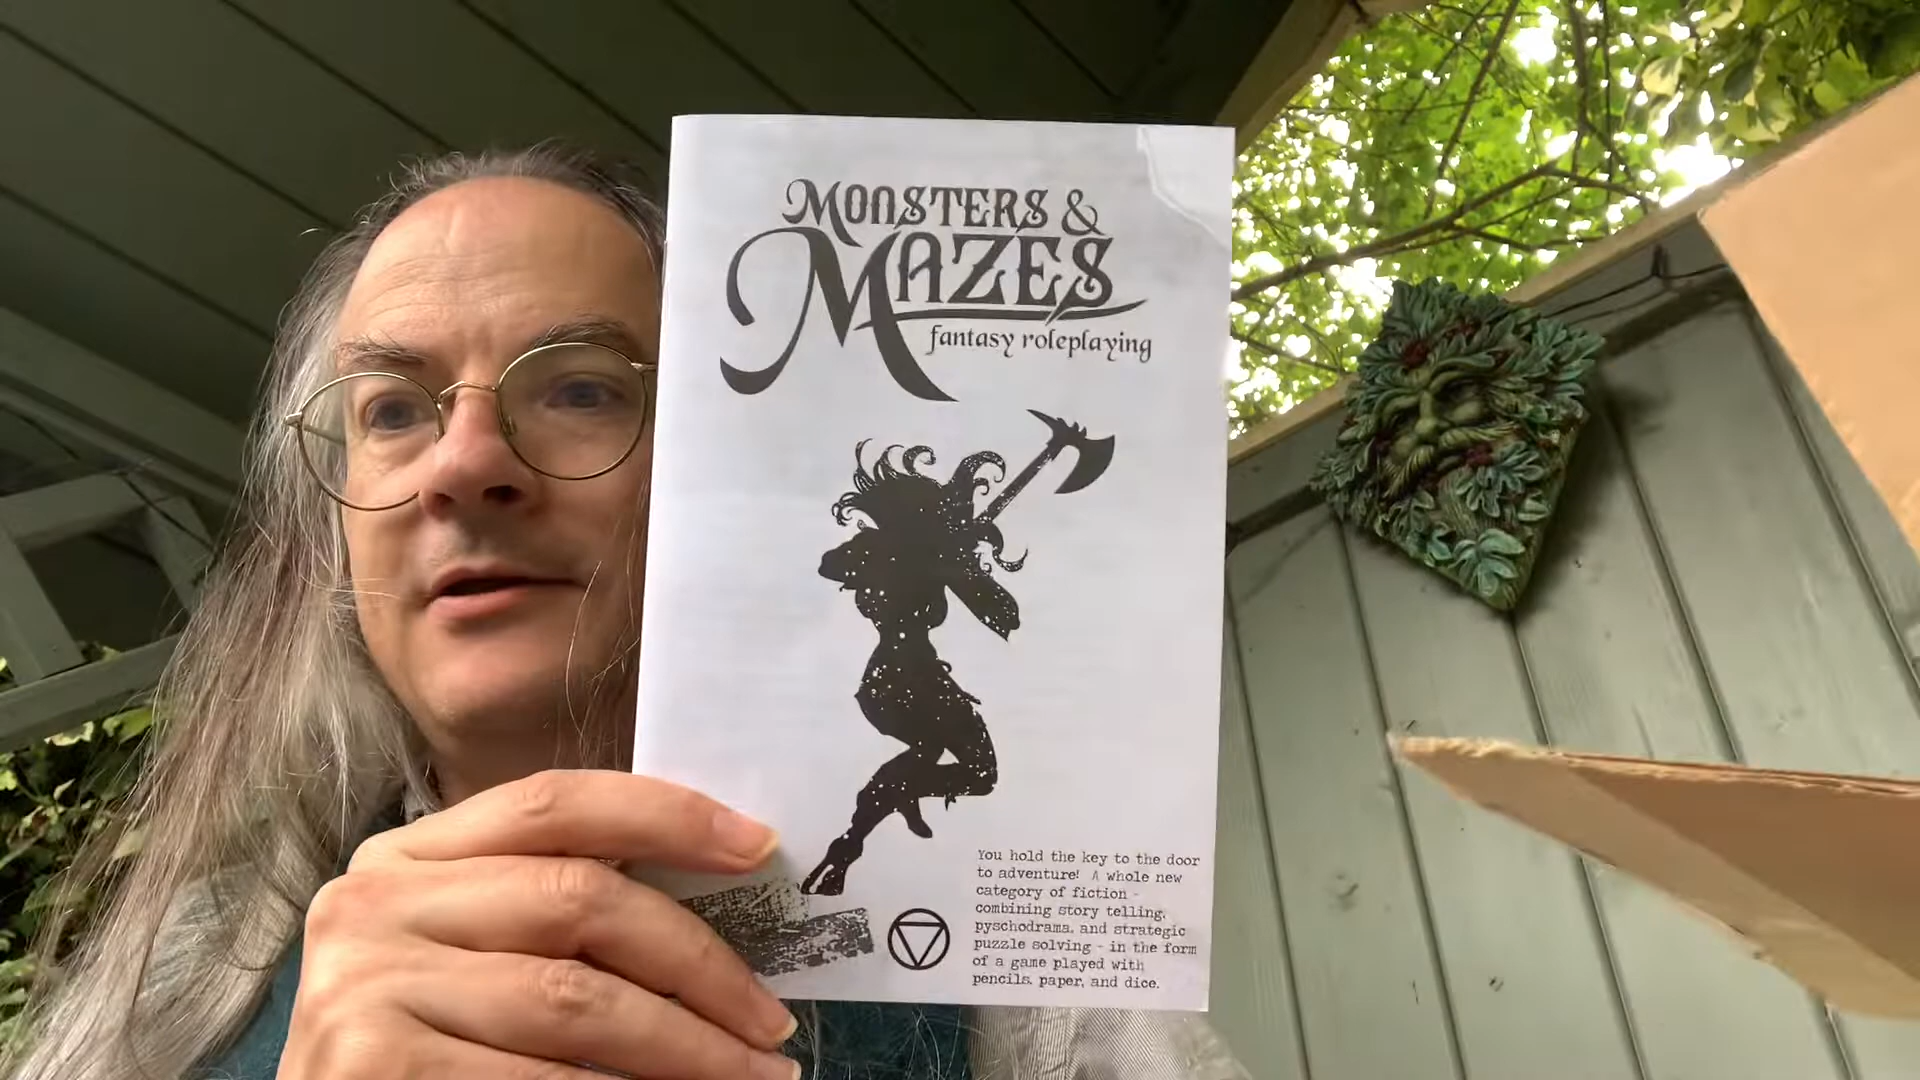 MONSTERS &
MAZES
fantasy roleplaying
You hold the key to the door
to adventure! A whole new
category of fiction -
combining story telling,
pyschodrama, and strategic
puzzle solving - in the form
of a game played with
pencils, paper, and dice.